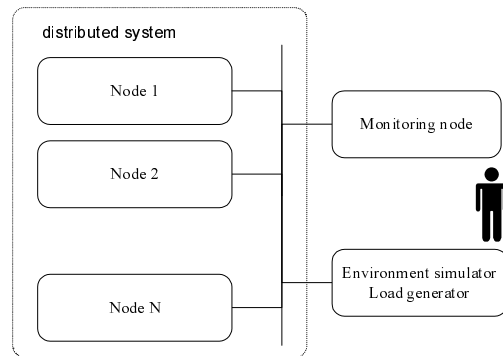 distributed system
Node 1
Node 2
Node N
Monitoring node
Environment simulator
Load generator